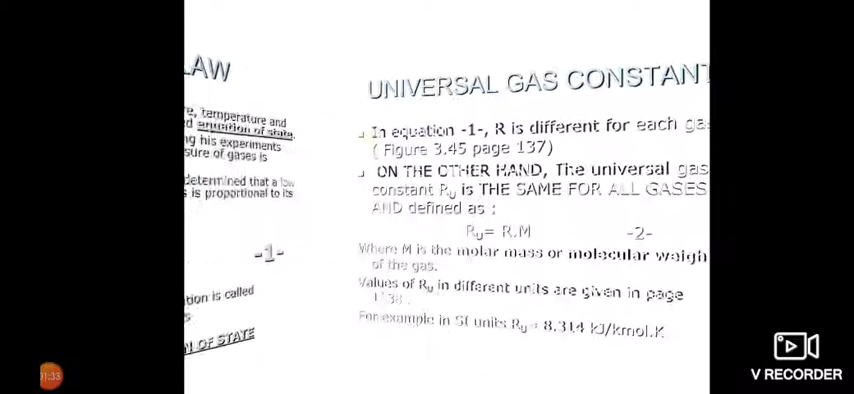 LAW
temperature and
equation of state.
ng his experiments
sure of gases is
determined that a low
s is proportional to its
-1-
tion is called
N OF STATE
UNIVERSAL GAS CONSTANT
In equation -1-, R is different for each gas
( Figure 3.45 page 137)
ON THE OTHER HAND, The universal gas
constant Ru is THE SAME FOR ALL GASES
AND defined as :
Ru= R.M -2-
Where M is the molar mass or molecular weigh
of the gas.
Values of Ru in different units are given in page
For example in SI units Ru = 8.314 kJ/kmol.K
V RECORDER